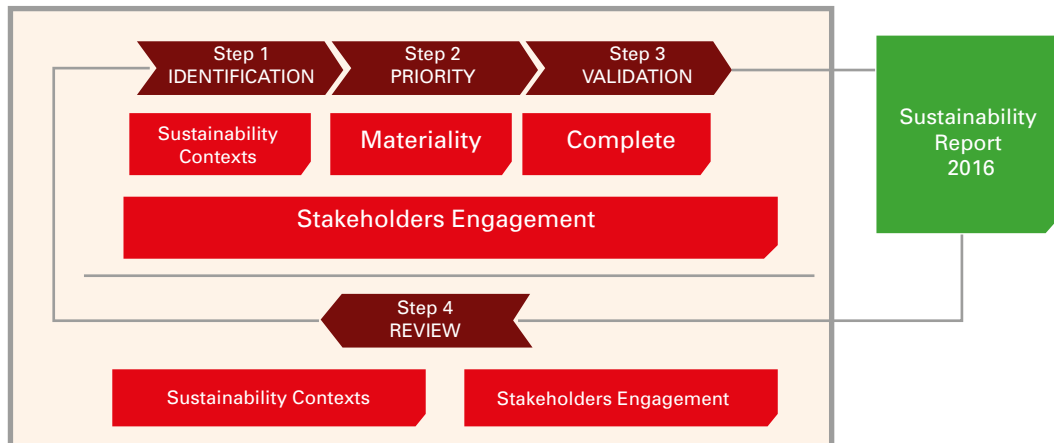 Step 1
IDENTIFICATION
Step 2
PRIORITY
Step 3
VALIDATION
Sustainability
Contexts
Materiality
Complete
Sustainability
Report
2016
Stakeholders Engagement
Step 4
REVIEW
Sustainability Contexts
Stakeholders Engagement